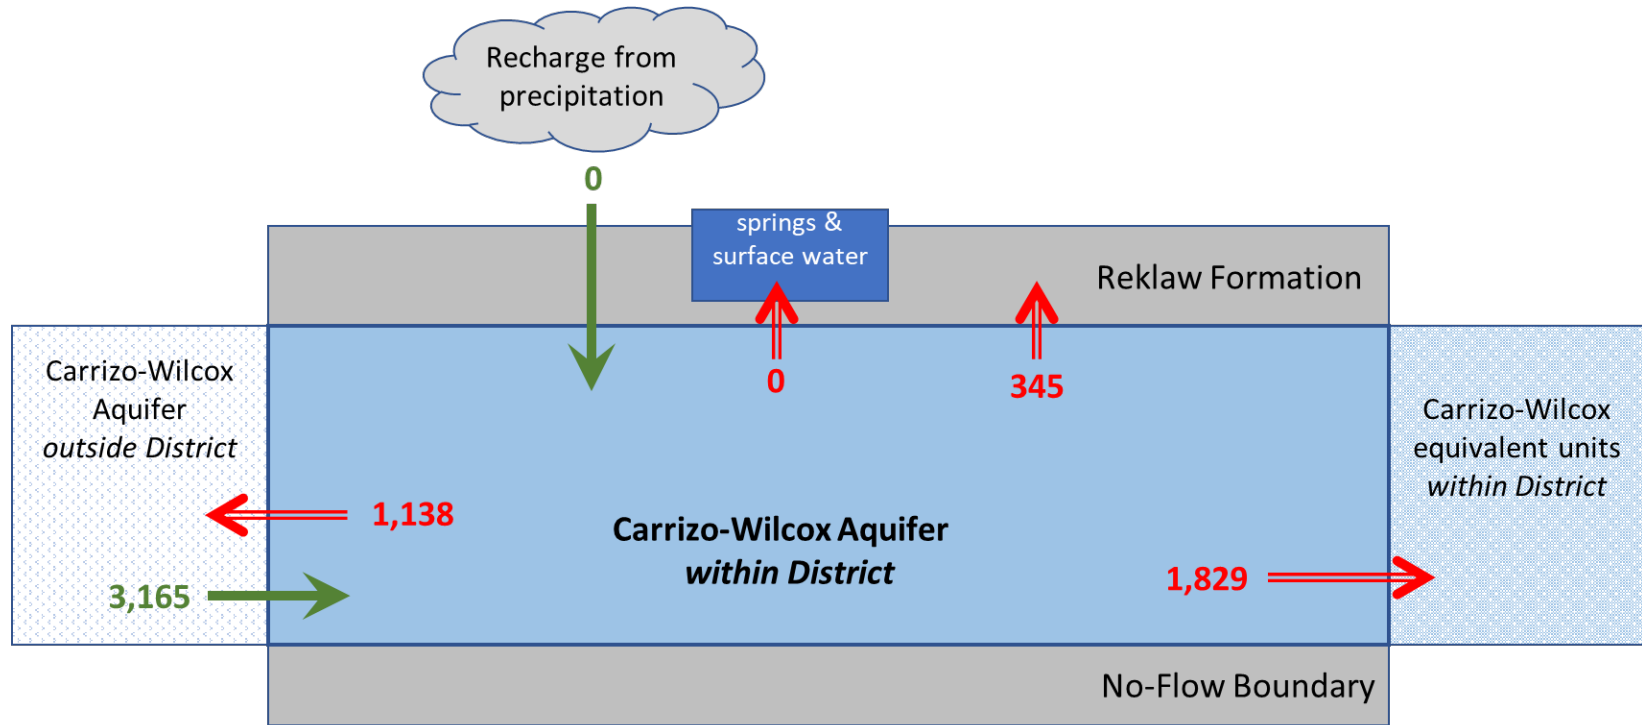 Recharge from
precipitation
0
springs &
surface water
Reklaw Formation
0
345
Carrizo-Wilcox
Aquifer
outside District
Carrizo-Wilcox
equivalent units
within District
1,138
3,165
Carrizo-Wilcox Aquifer
within District
1,829
No-Flow Boundary